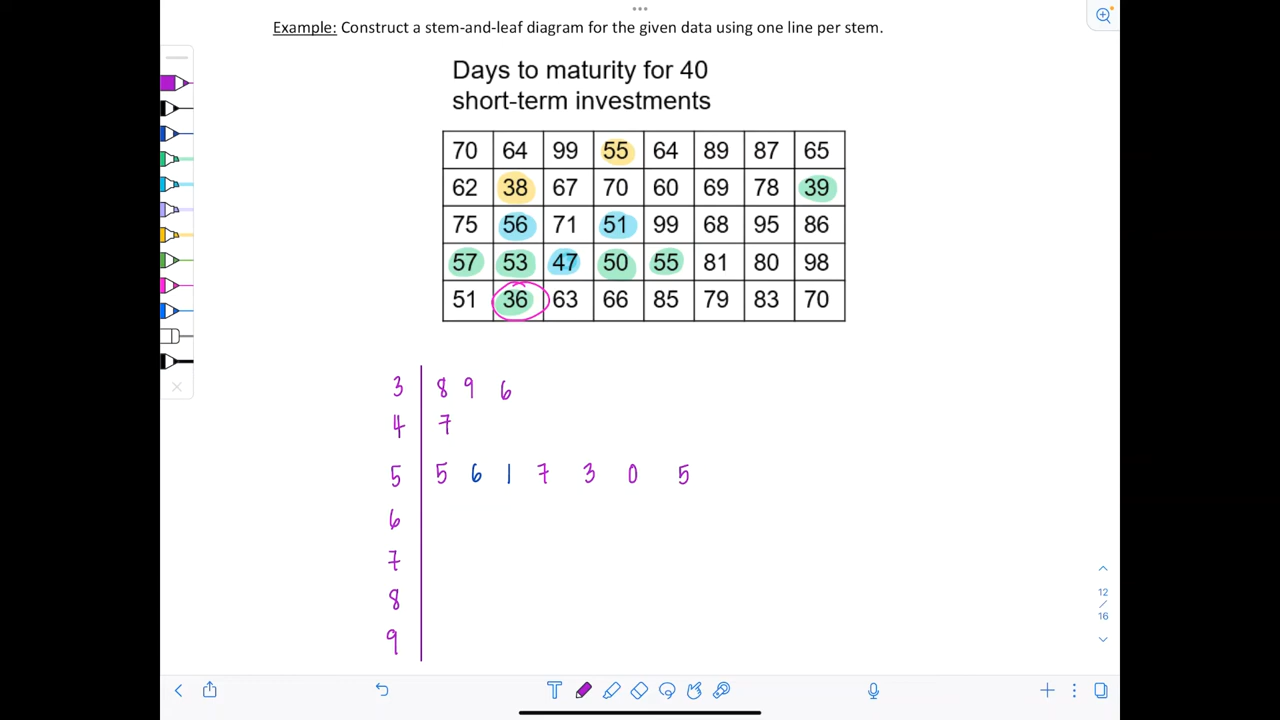 Example: Construct a stem-and-leaf diagram for the given data using one line per stem.
Days to maturity for 40
short-term investments
70 64 99 55 64 89 87 65
62 38 67 70 60 69 78 39
75 56 71 51 99 68 95 86
57 53 47 50 55 81 80 98
51 36 63 66 85 79 83 70
3 8 9 6
4 7
5 5 6 1 7 3 0 5
6
7
8
9
12
/
16
T